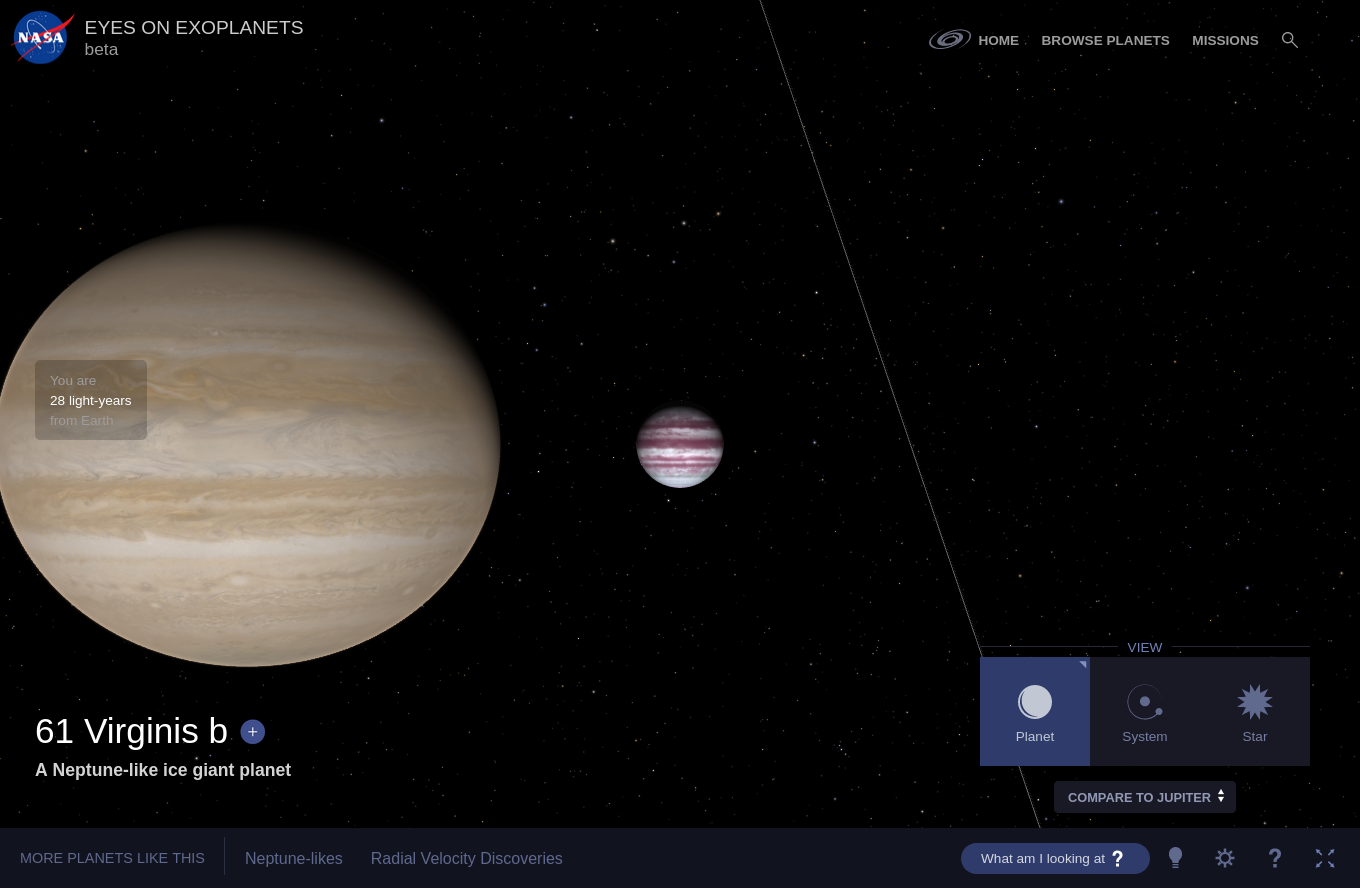 NASA
EYES ON EXOPLANETS
beta
HOME
BROWSE PLANETS
MISSIONS
You are
28 light-years
from Earth
61 Virginis b +
A Neptune-like ice giant planet
VIEW
Planet
System
Star
COMPARE TO JUPITER
MORE PLANETS LIKE THIS
Neptune-likes
Radial Velocity Discoveries
What am I looking at ?
?